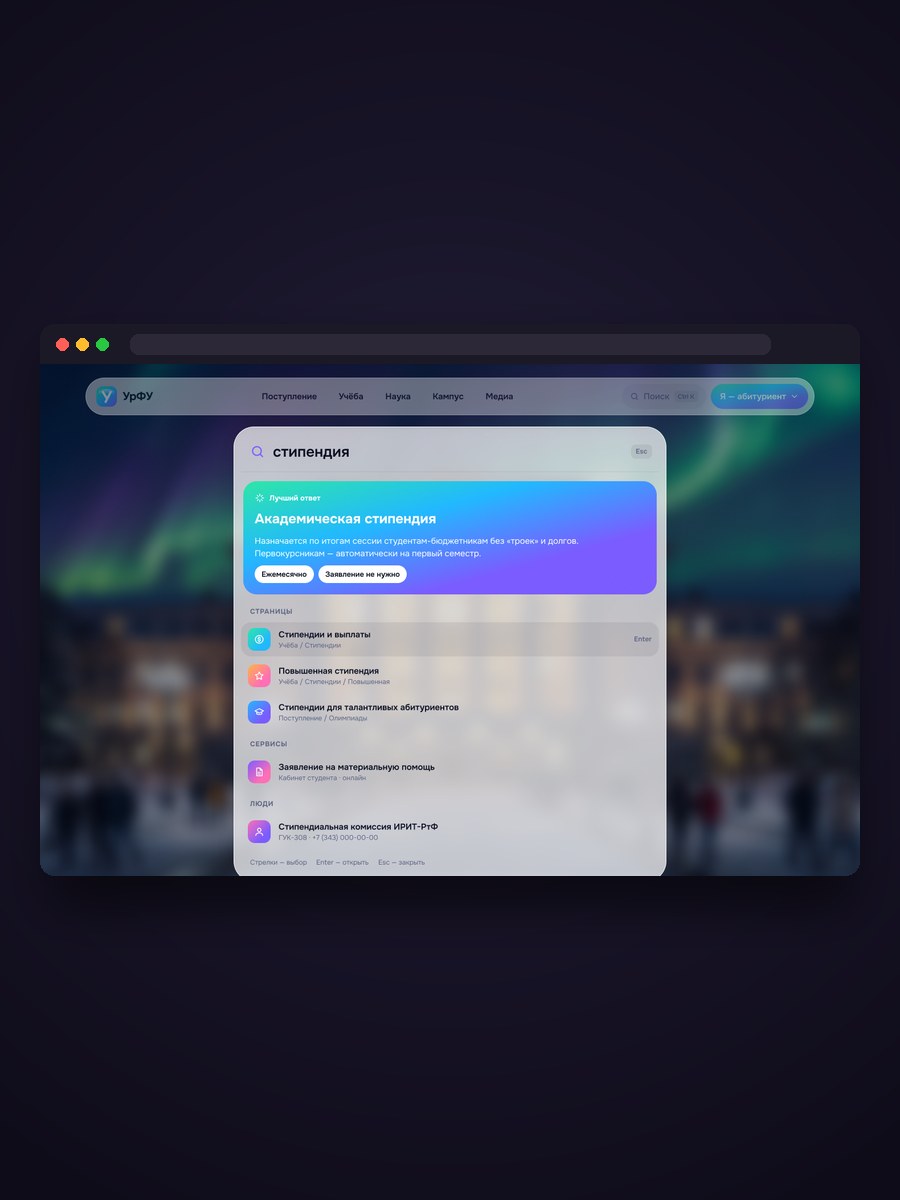 УрФУ
Поступление Учёба Наука Кампус Медиа
Поиск Ctrl K
Я — абитуриент
стипендия
Esc
Лучший ответ
Академическая стипендия
Назначается по итогам сессии студентам-бюджетникам без «троек» и долгов.
Первокурсникам — автоматически на первый семестр.
Ежемесячно Заявление не нужно
СТРАНИЦЫ
Стипендии и выплаты
Учёба / Стипендии
Enter
Повышенная стипендия
Учёба / Стипендии / Повышенная
Стипендии для талантливых абитуриентов
Поступление / Олимпиады
СЕРВИСЫ
Заявление на материальную помощь
Кабинет студента · онлайн
ЛЮДИ
Стипендиальная комиссия ИРИТ-РтФ
ГУК-308 · +7 (343) 000-00-00
Стрелки — выбор Enter — открыть Esc — закрыть